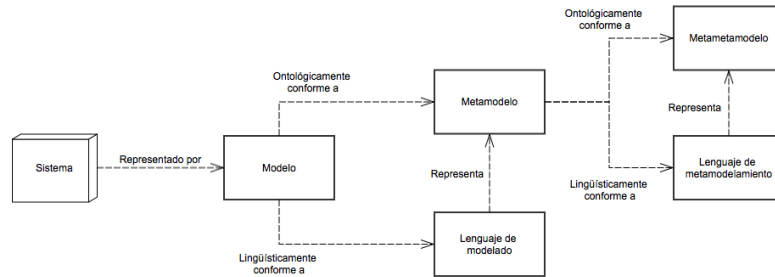 Ontológicamente
conforme a
Metametamodelo
Ontológicamente
conforme a
Metamodelo
Representa
Sistema
Representado por
Modelo
Representa
Lenguaje de
metamodelamiento
Lingüísticamente
conforme a
Lingüísticamente
conforme a
Lenguaje de
modelado